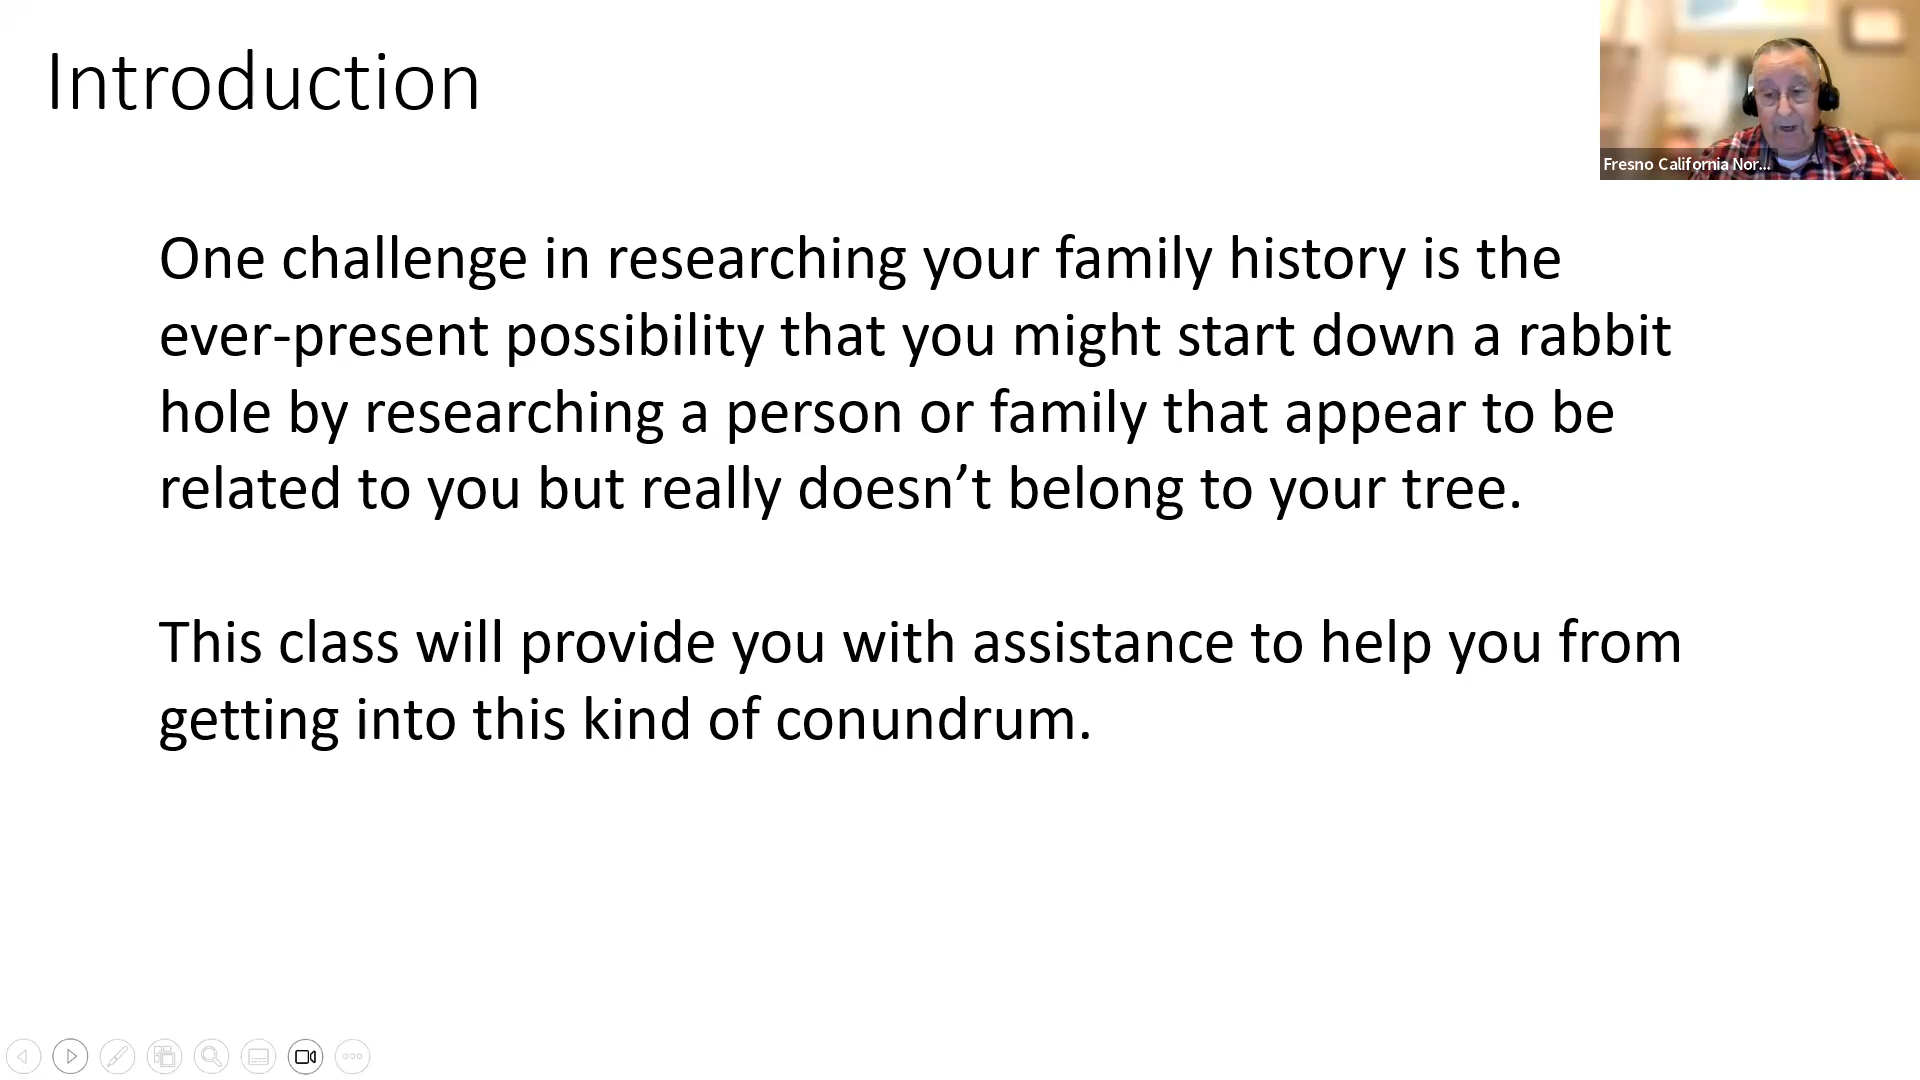 Introduction
Fresno California Nor...
One challenge in researching your family history is the
ever-present possibility that you might start down a rabbit
hole by researching a person or family that appear to be
related to you but really doesn’t belong to your tree.
This class will provide you with assistance to help you from
getting into this kind of conundrum.